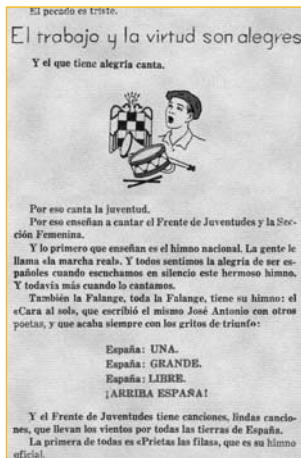 El pecado es triste.
El trabajo y la virtud son alegres
Y el que tiene alegría canta.
Por eso canta la juventud.
Por eso enseñan a cantar el Frente de Juventudes y la Sec-
ción Femenina.
Y lo primero que enseñan es el himno nacional. La gente le
llama «la marcha real». Y todos sentimos la alegría de ser es-
pañoles cuando escuchamos en silencio este hermoso himno.
Y todavía más cuando lo cantamos.
También la Falange, toda la Falange, tiene su himno: el
«Cara al sol», que escribió el mismo José Antonio con otros
poetas, y que acaba siempre con los gritos de triunfo:
España: UNA.
España: GRANDE.
España: LIBRE.
¡ARRIBA ESPAÑA!
Y el Frente de Juventudes tiene canciones, lindas cancio-
nes, que llevan los vientos por todas las tierras de España.
La primera de todas es «Prietas las filas», que es su himno
oficial.